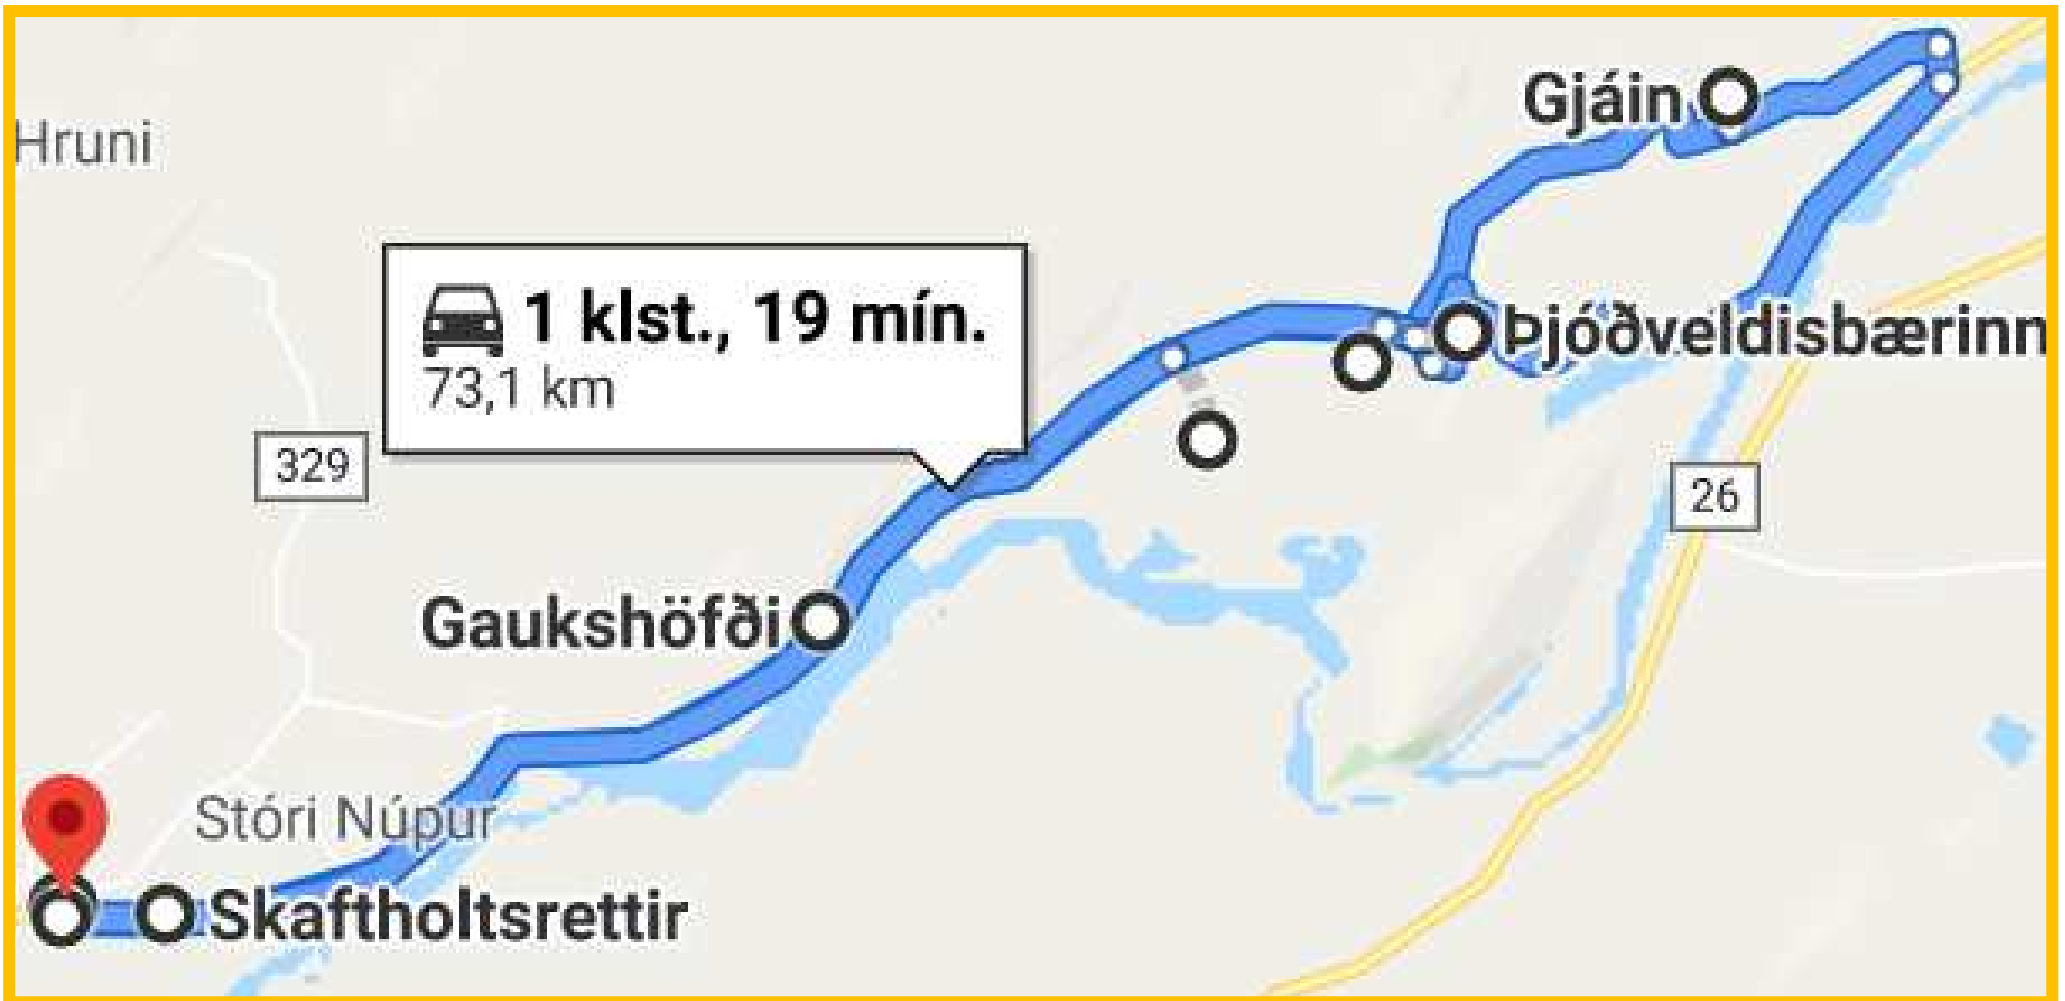 Gjáin
Hruni
1 klst., 19 mín.
73,1 km
Þjóðveldisbærinn
329
26
Gaukshöfði
Stóri Núpur
Skaftholtsrettir